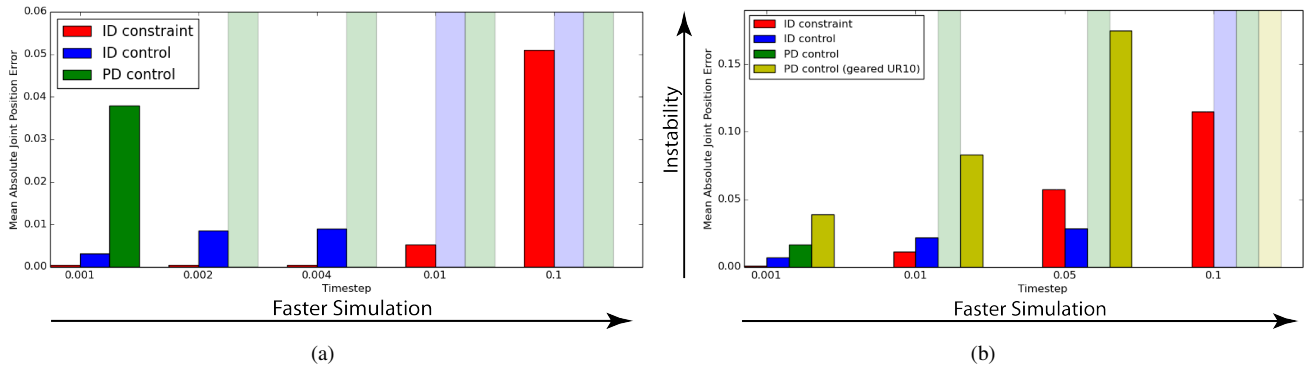 0.06
0.05
0.04
0.03
0.02
0.01
0.00
Mean Absolute Joint Position Error
ID constraint
ID control
PD control
0.001
0.002
0.004
0.01
0.1
Timestep
Faster Simulation
(a)
Instability
0.15
0.10
0.05
0.00
Mean Absolute Joint Position Error
ID constraint
ID control
PD control
PD control (geared UR10)
0.001
0.01
0.05
0.1
Timestep
Faster Simulation
(b)